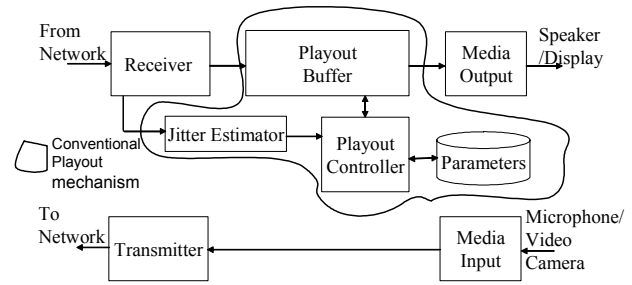 From
Network
Receiver
Playout
Buffer
Media
Output
Speaker
/Display
Jitter Estimator
Playout
Controller
Parameters
Conventional
Playout
mechanism
To
Network
Transmitter
Media
Input
Microphone/
Video
Camera